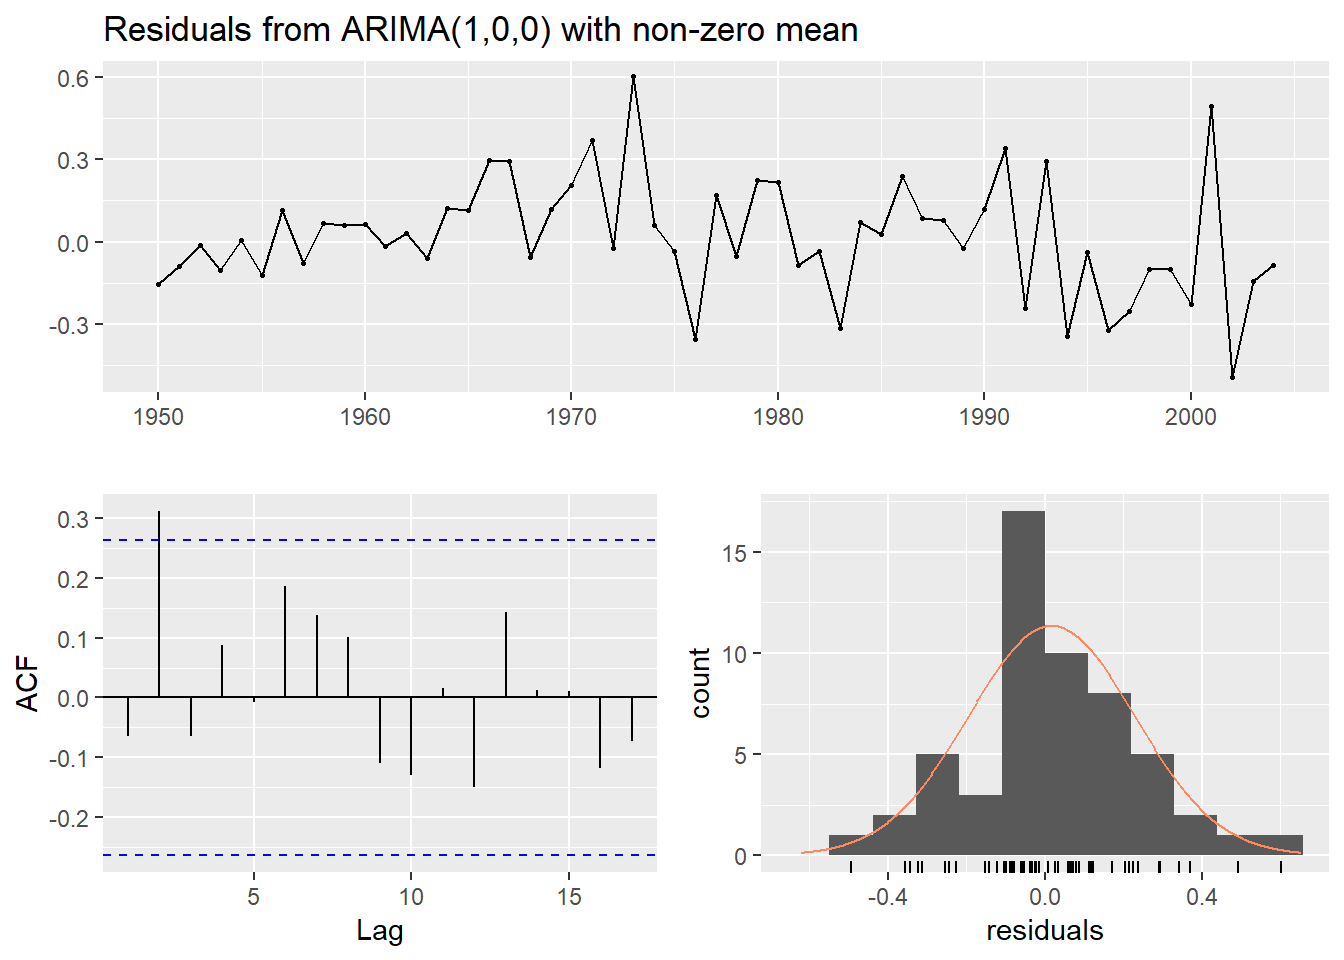 Residuals from ARIMA(1,0,0) with non-zero mean
0.6
0.3
0.0
-0.3
1950 1960 1970 1980 1990 2000
ACF
0.3
0.2
0.1
0.0
-0.1
-0.2
5 10 15
Lag
count
15
10
5
0
-0.4 0.0 0.4
residuals